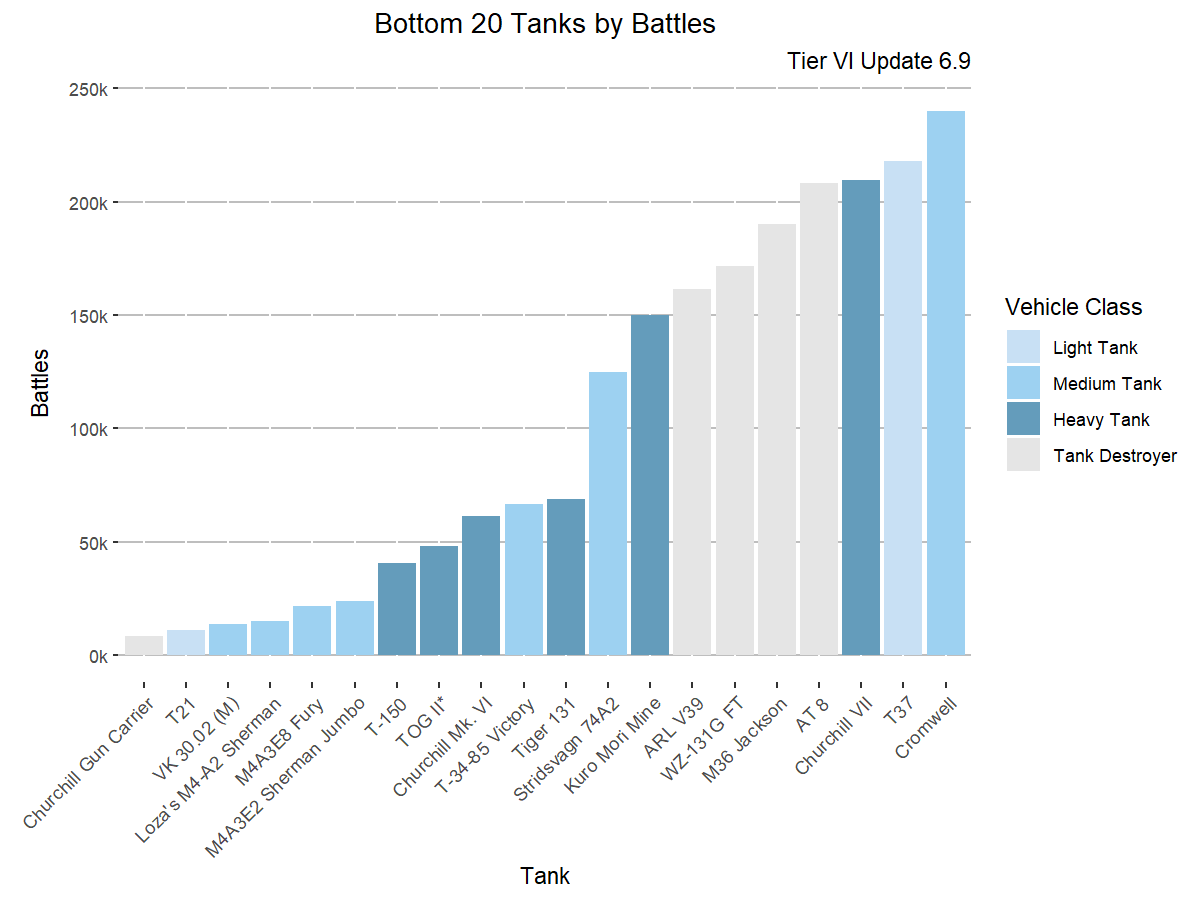 Bottom 20 Tanks by Battles
Tier VI Update 6.9
250k
200k
150k
100k
50k
0k
Battles
Churchill Gun Carrier
T21
VK 30.02 (M)
Loza's M4-A2 Sherman
M4A3E8 Fury
M4A3E2 Sherman Jumbo
T-150
TOG II*
Churchill Mk. VI
T-34-85 Victory
Tiger 131
Stridsvagn 74A2
Kuro Mori Mine
ARL V39
WZ-131G FT
M36 Jackson
AT 8
Churchill VII
T37
Cromwell
Tank
Vehicle Class
Light Tank
Medium Tank
Heavy Tank
Tank Destroyer